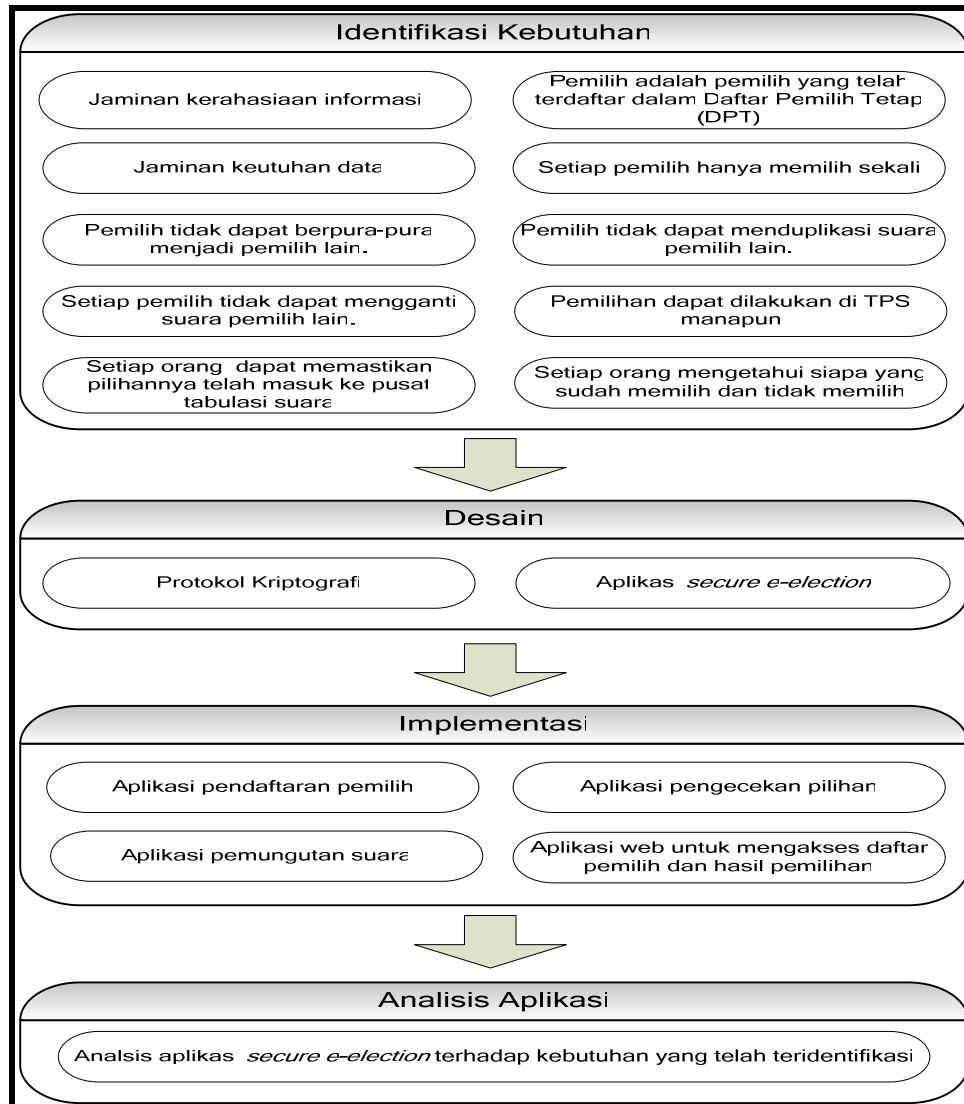 Identifikasi Kebutuhan
Jaminan kerahasiaan informasi
Pemilih adalah pemilih yang telah
terdaftar dalam Daftar Pemilih Tetap
(DPT)
Jaminan keutuhan data
Setiap pemilih hanya memilih sekali
Pemilih tidak dapat berpura-pura
menjadi pemilih lain.
Pemilih tidak dapat menduplikasi suara
pemilih lain.
Setiap pemilih tidak dapat mengganti
suara pemilih lain.
Pemilihan dapat dilakukan di TPS
manapun
Setiap orang dapat memastikan
pilihannya telah masuk ke pusat
tabulasi suara
Setiap orang mengetahui siapa yang
sudah memilih dan tidak memilih
Desain
Protokol Kriptografi
Aplikas secure e-election
Implementasi
Aplikasi pendaftaran pemilih
Aplikasi pengecekan pilihan
Aplikasi pemungutan suara
Aplikasi web untuk mengakses daftar
pemilih dan hasil pemilihan
Analisis Aplikasi
Analsis aplikas secure e-election terhadap kebutuhan yang telah teridentifikasi